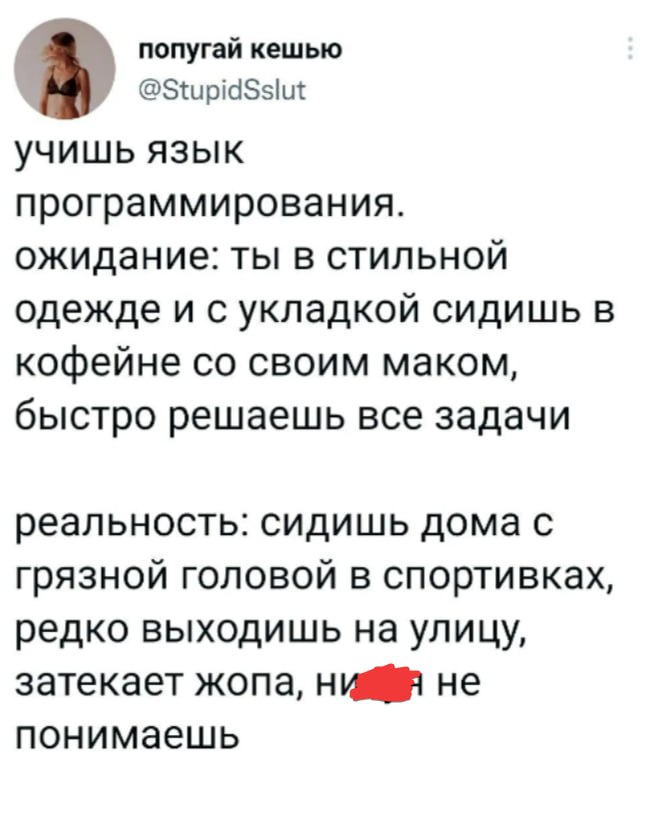 попугай кешью
@StupidSslut
учишь язык
программирования.
ожидание: ты в стильной
одежде и с укладкой сидишь в
кофейне со своим маком,
быстро решаешь все задачи
реальность: сидишь дома с
грязной головой в спортивках,
редко выходишь на улицу,
затекает жопа, не
понимаешь